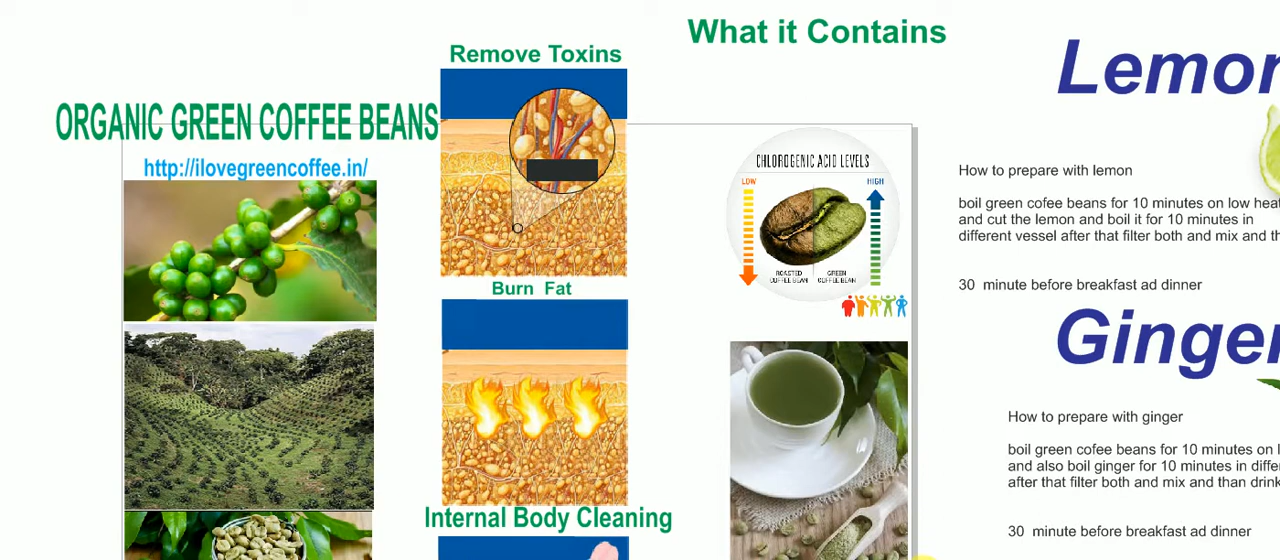 ORGANIC GREEN COFFEE BEANS
http://ilovegreencoffee.in/
Remove Toxins
Burn Fat
Internal Body Cleaning
What it Contains
CHLOROGENIC ACID LEVELS
LOW
HIGH
ROASTED
COFFEE BEAN
GREEN
COFFEE BEAN
Lemon
How to prepare with lemon
boil green cofee beans for 10 minutes on low heat
and cut the lemon and boil it for 10 minutes in
different vessel after that filter both and mix and
30 minute before breakfast ad dinner
Ginger
How to prepare with ginger
boil green cofee beans for 10 minutes on
and also boil ginger for 10 minutes in
after that filter both and mix and than drink
30 minute before breakfast ad dinner